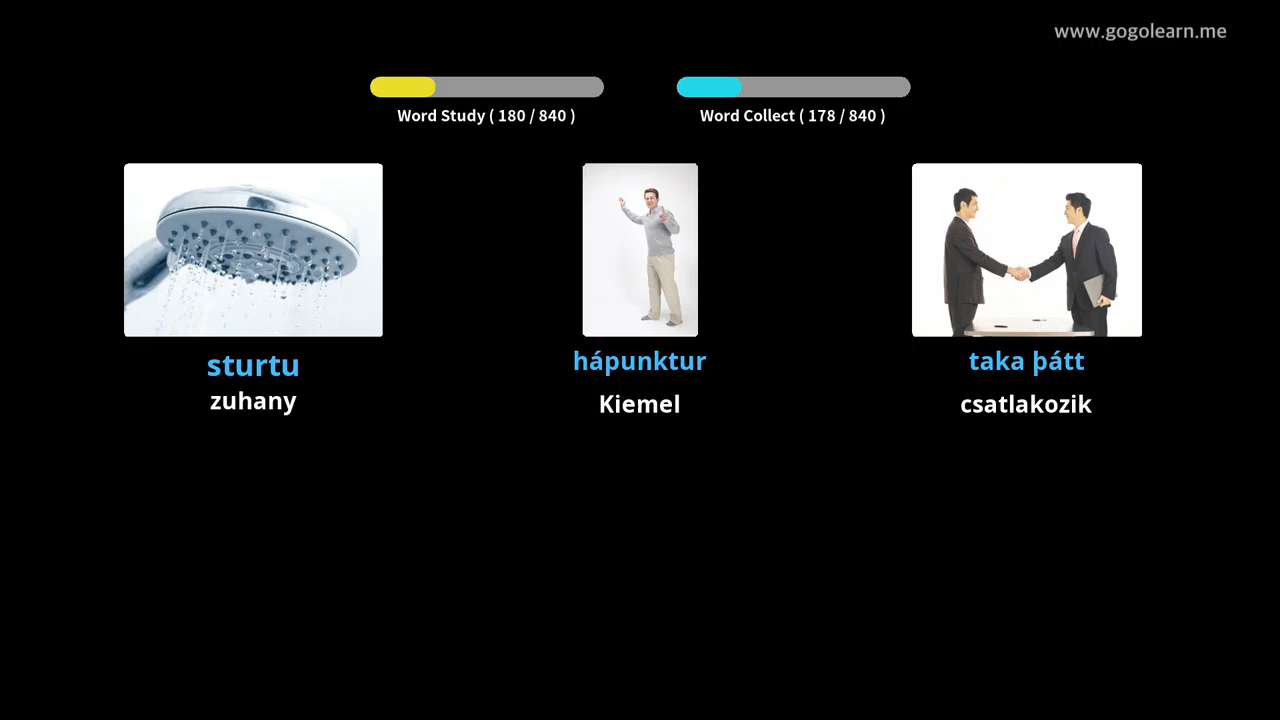 www.gogolearn.me
Word Study ( 180 / 840 )
Word Collect ( 178 / 840 )
sturtu
zuhany
hápunktur
Kiemel
taka þátt
csatlakozik